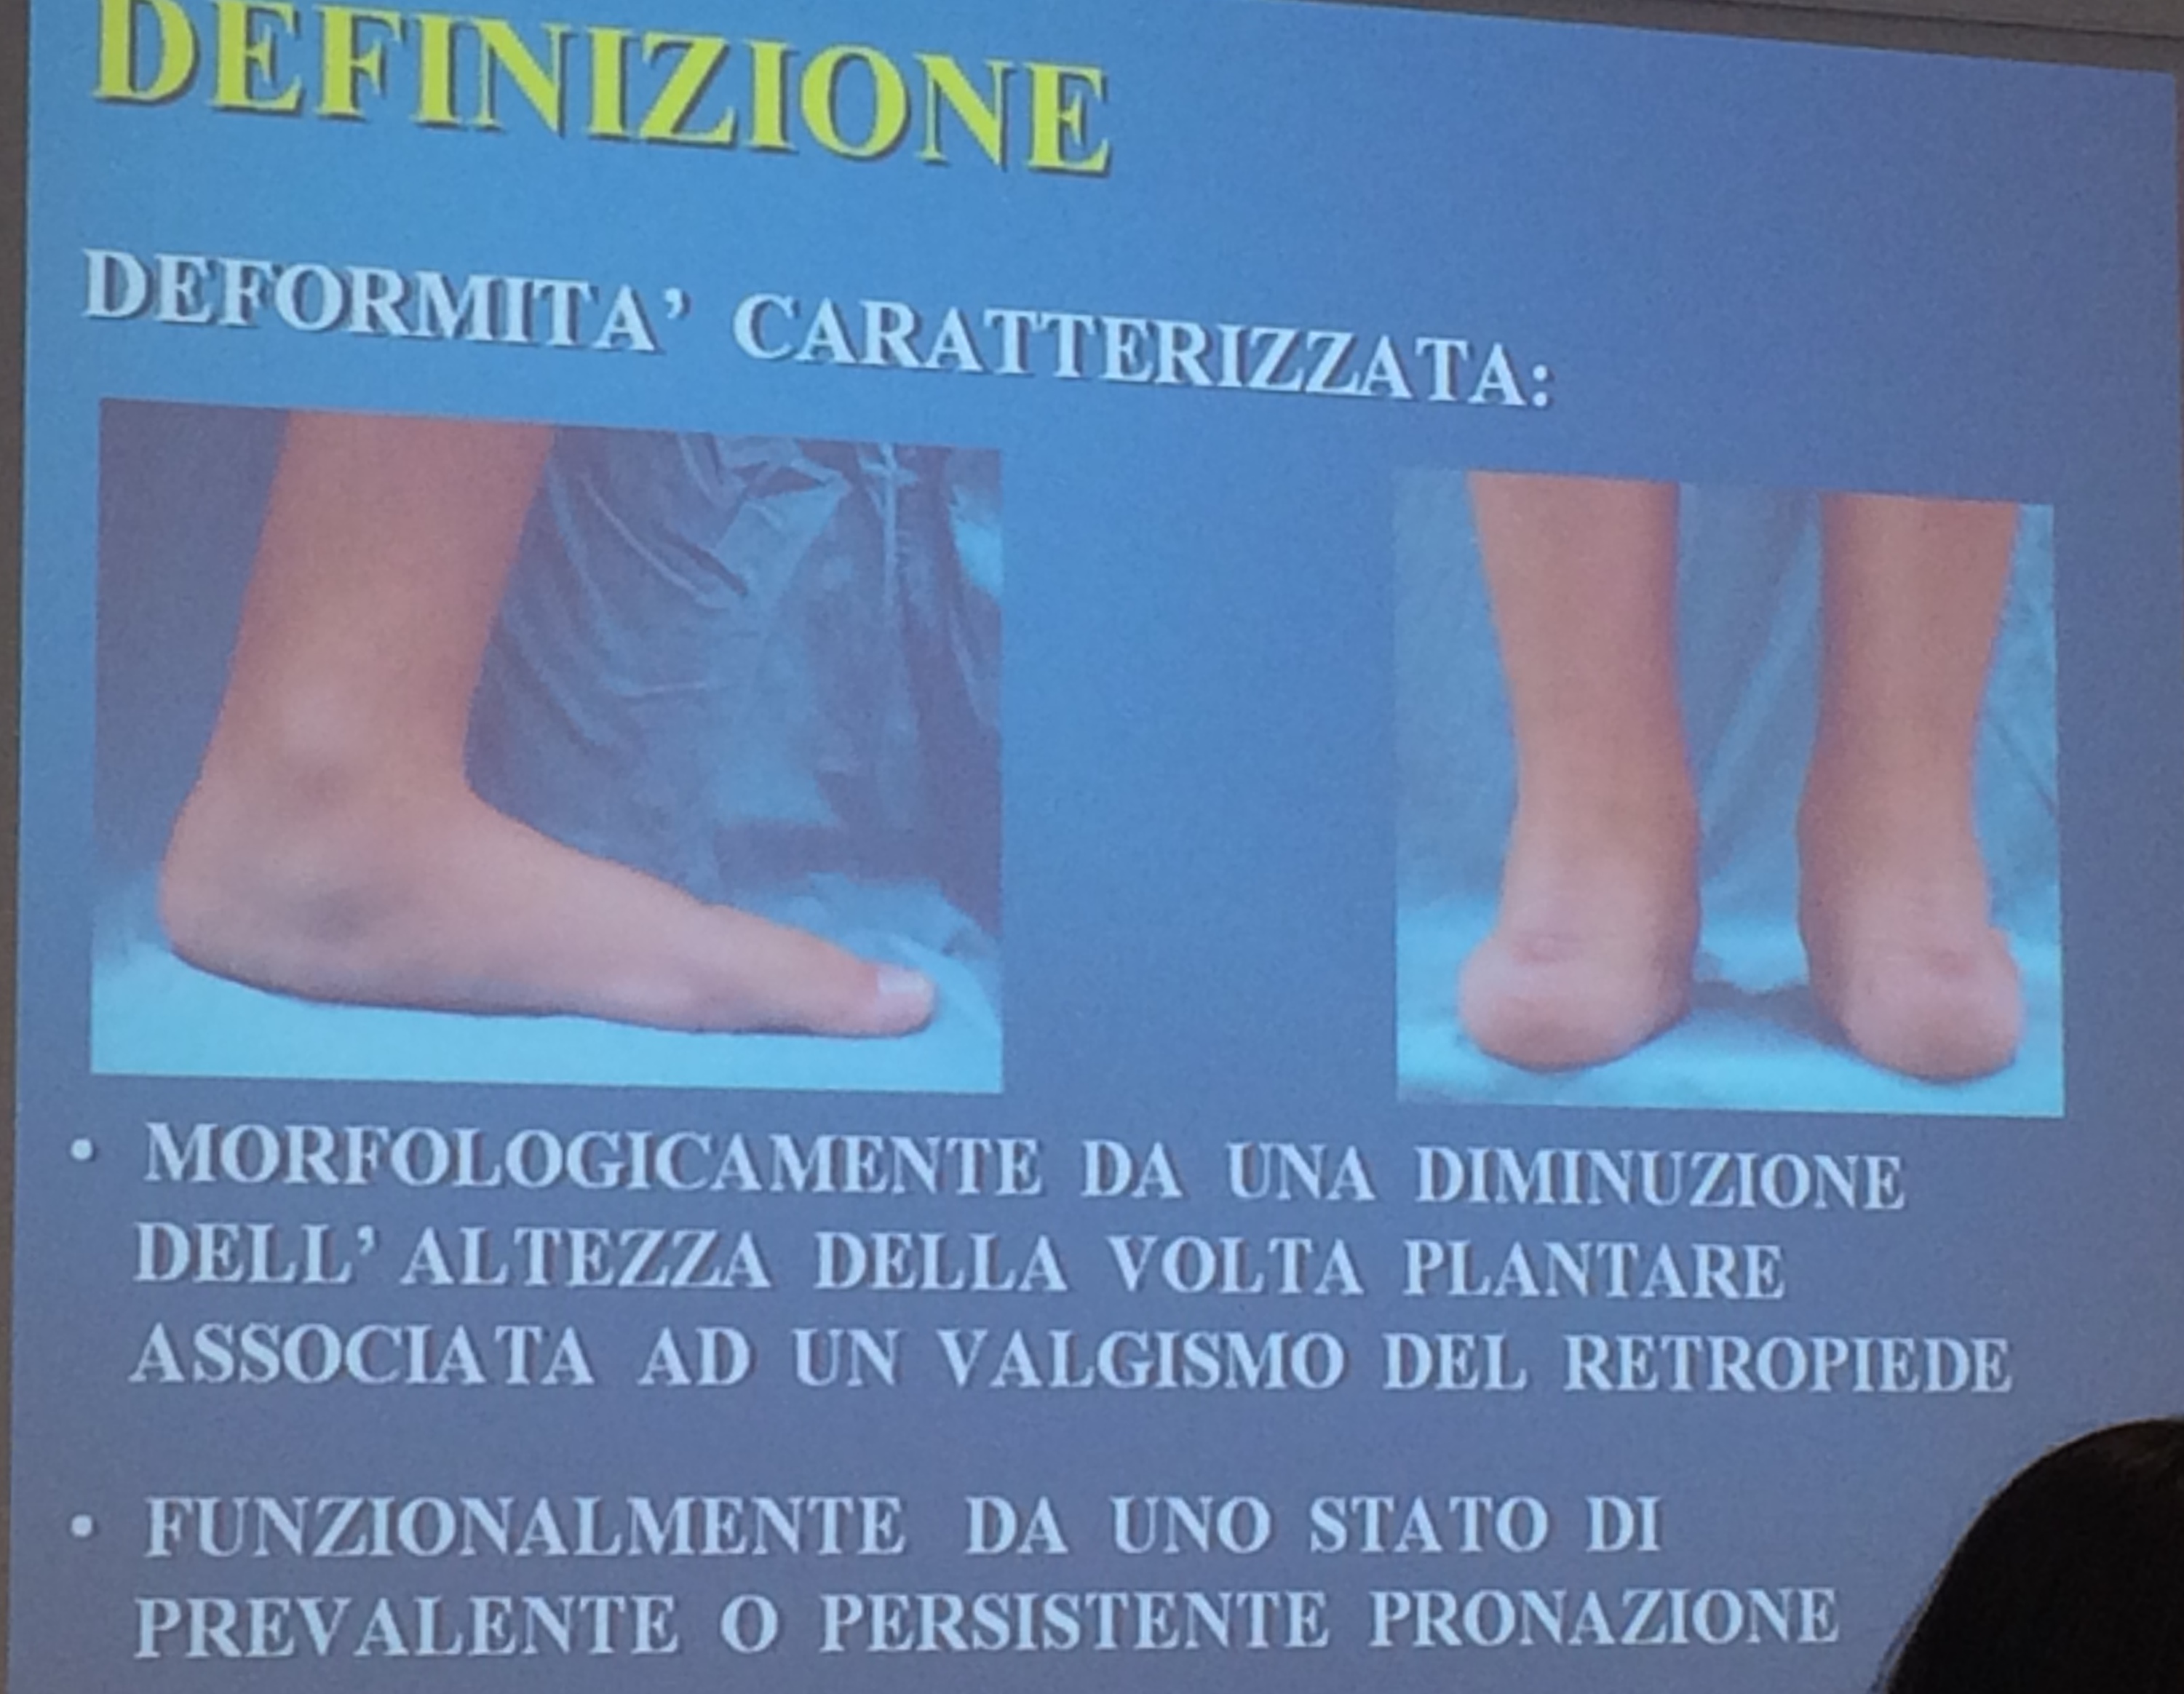 DEFINIZIONE
DEFORMITA' CARATTERIZZATA:
• MORFOLOGICAMENTE DA UNA DIMINUZIONE
DELL' ALTEZZA DELLA VOLTA PLANTARE
ASSOCIATA AD UN VALGISMO DEL RETROPIEDE
• FUNZIONALMENTE DA UNO STATO DI
PREVALENTE O PERSISTENTE PRONAZIONE